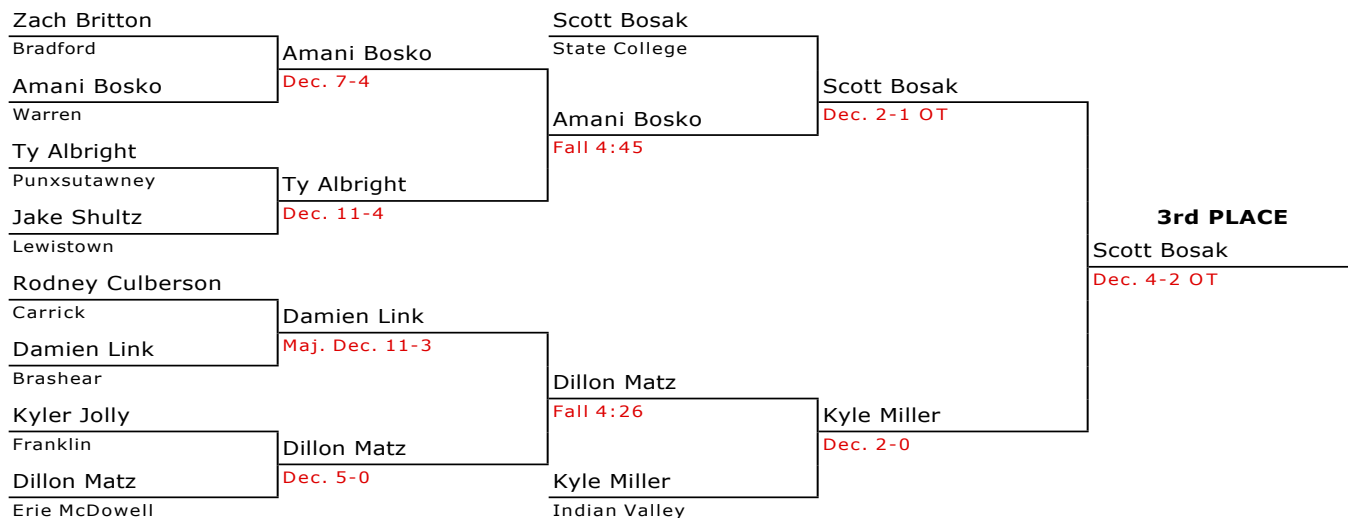 Zach Britton
Bradford
Amani Bosko
Dec. 7-4
Amani Bosko
Warren
Ty Albright
Punxsutawney
Ty Albright
Dec. 11-4
Jake Shultz
Lewistown
Rodney Culberson
Carrick
Damien Link
Maj. Dec. 11-3
Damien Link
Brashear
Kyler Jolly
Franklin
Dillon Matz
Dec. 5-0
Dillon Matz
Erie McDowell
Scott Bosak
State College
Amani Bosko
Fall 4:45
Scott Bosak
Dec. 2-1 OT
Dillon Matz
Fall 4:26
Kyle Miller
Dec. 2-0
Kyle Miller
Indian Valley
3rd PLACE
Scott Bosak
Dec. 4-2 OT